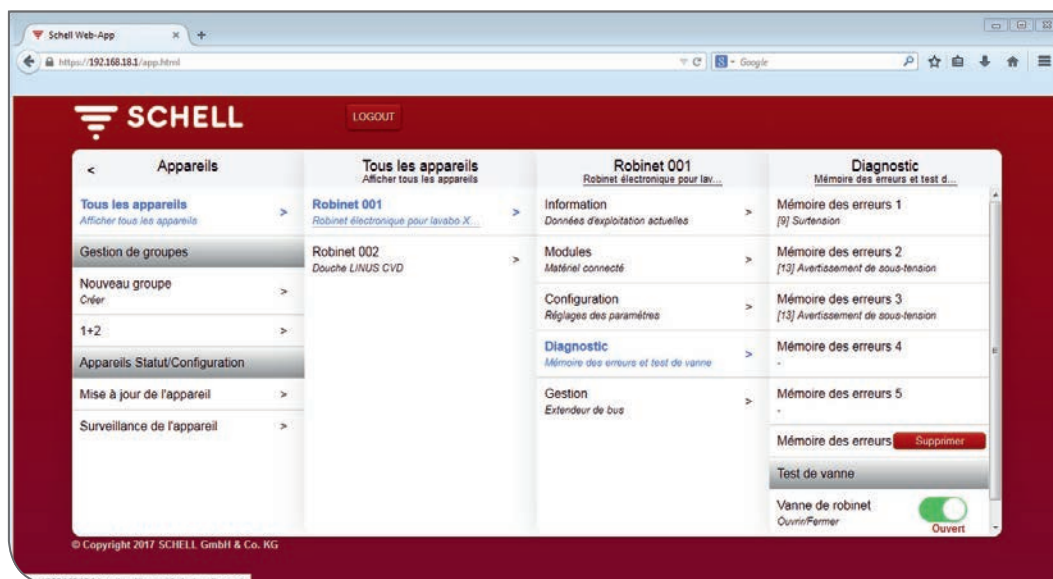 Schell Web-App
https://192.168.18.1/app.html
Google
SCHELL
LOGOUT
< Appareils
Tous les appareils
Afficher tous les appareils
Gestion de groupes
Nouveau groupe
Créer
1+2
Appareils Statut/Configuration
Mise à jour de l'appareil
Surveillance de l'appareil
Tous les appareils
Afficher tous les appareils
Robinet 001
Robinet électronique pour lavabo X...
Robinet 002
Douche LINUS CVD
Robinet 001
Robinet électronique pour lav...
Information
Données d'exploitation actuelles
Modules
Matériel connecté
Configuration
Réglages des paramètres
Diagnostic
Mémoire des erreurs et test de vanne
Gestion
Extendeur de bus
Diagnostic
Mémoire des erreurs et test d...
Mémoire des erreurs 1
[9] Surtension
Mémoire des erreurs 2
[13] Avertissement de sous-tension
Mémoire des erreurs 3
[13] Avertissement de sous-tension
Mémoire des erreurs 4
-
Mémoire des erreurs 5
-
Mémoire des erreurs Supprimer
Test de vanne
Vanne de robinet
Ouvrir/Fermer
Ouvert
© Copyright 2017 SCHELL GmbH & Co. KG